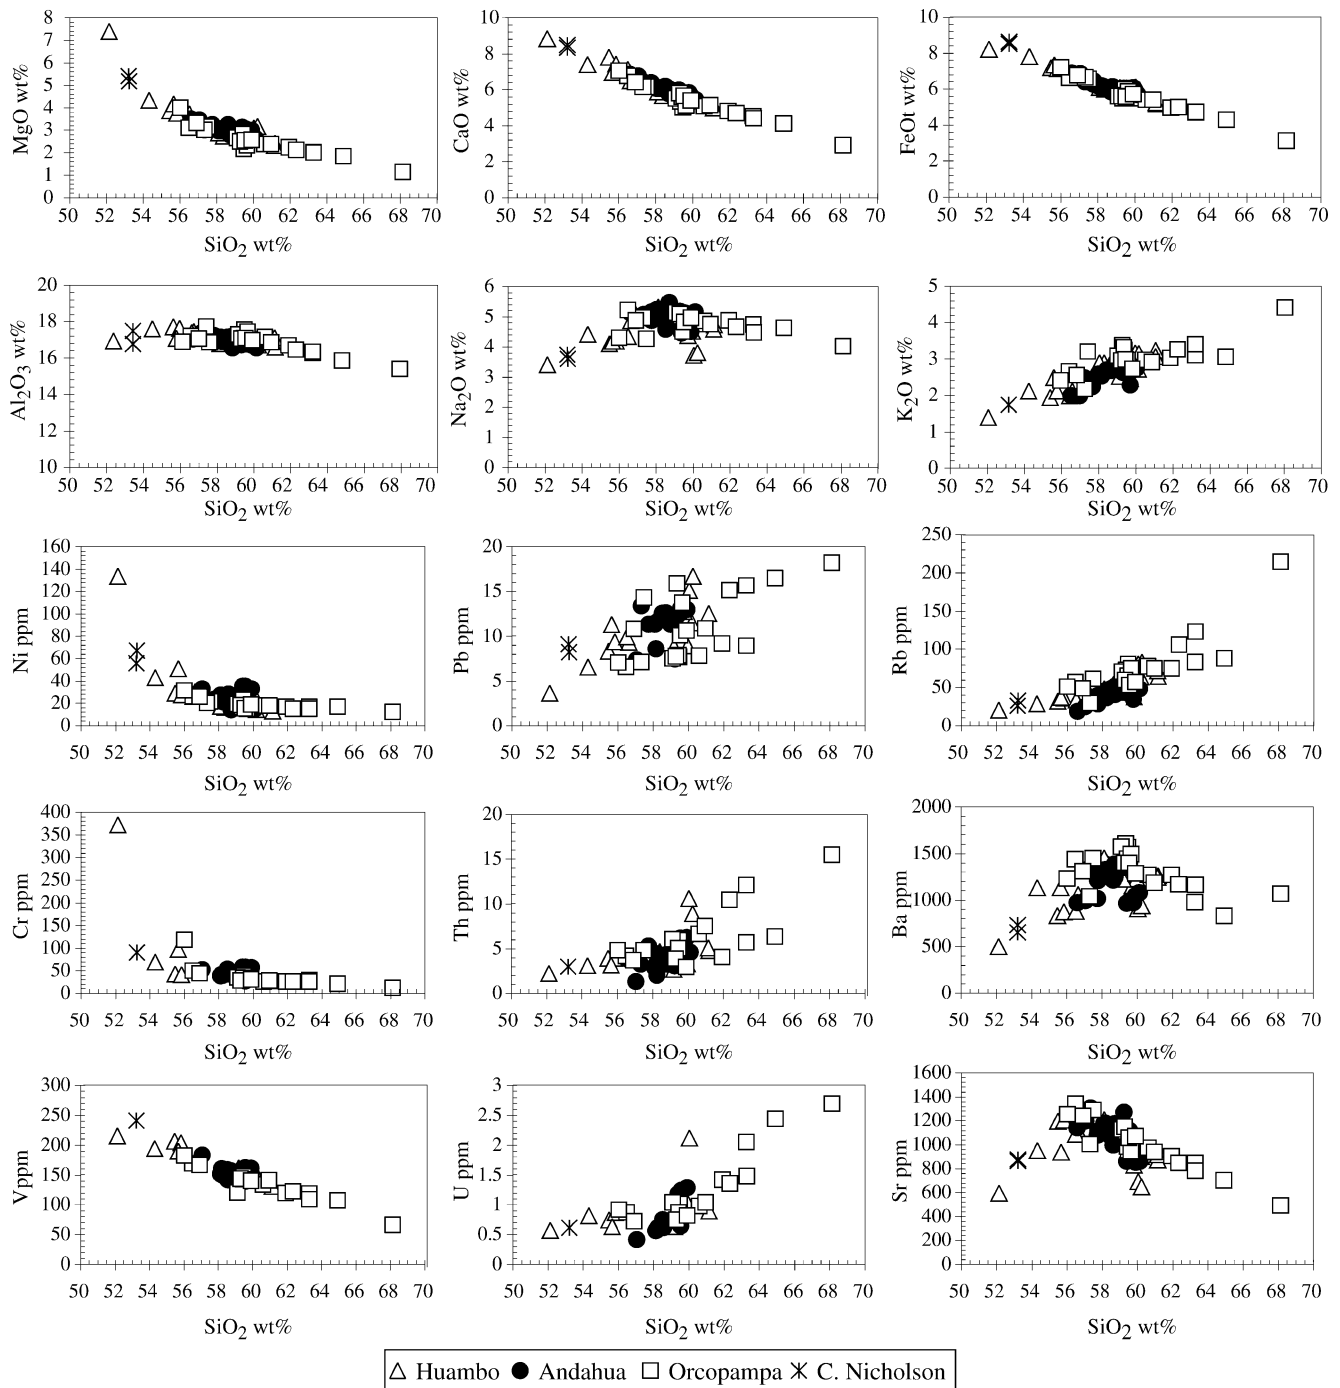 MgO wt%
8
7
6
5
4
3
2
1
0
50 52 54 56 58 60 62 64 66 68 70
SiO2 wt%
CaO wt%
10
8
6
4
2
0
50 52 54 56 58 60 62 64 66 68 70
SiO2 wt%
FeOt wt%
10
8
6
4
2
0
50 52 54 56 58 60 62 64 66 68 70
SiO2 wt%
Al2O3 wt%
20
18
16
14
12
10
50 52 54 56 58 60 62 64 66 68 70
SiO2 wt%
Na2O wt%
6
5
4
3
2
1
0
50 52 54 56 58 60 62 64 66 68 70
SiO2 wt%
K2O wt%
5
4
3
2
1
0
50 52 54 56 58 60 62 64 66 68 70
SiO2 wt%
Ni ppm
160
140
120
100
80
60
40
20
0
50 52 54 56 58 60 62 64 66 68 70
SiO2 wt%
Pb ppm
20
15
10
5
0
50 52 54 56 58 60 62 64 66 68 70
SiO2 wt%
Rb ppm
250
200
150
100
50
0
50 52 54 56 58 60 62 64 66 68 70
SiO2 wt%
Cr ppm
400
350
300
250
200
150
100
50
0
50 52 54 56 58 60 62 64 66 68 70
SiO2 wt%
Th ppm
20
15
10
5
0
50 52 54 56 58 60 62 64 66 68 70
SiO2 wt%
Ba ppm
2000
1500
1000
500
0
50 52 54 56 58 60 62 64 66 68 70
SiO2 wt%
Vppm
300
250
200
150
100
50
0
50 52 54 56 58 60 62 64 66 68 70
SiO2 wt%
U ppm
3
2.5
2
1.5
1
0.5
0
50 52 54 56 58 60 62 64 66 68 70
SiO2 wt%
Sr ppm
1600
1400
1200
1000
800
600
400
200
0
50 52 54 56 58 60 62 64 66 68 70
SiO2 wt%
Huambo Andahua Orcopampa C. Nicholson